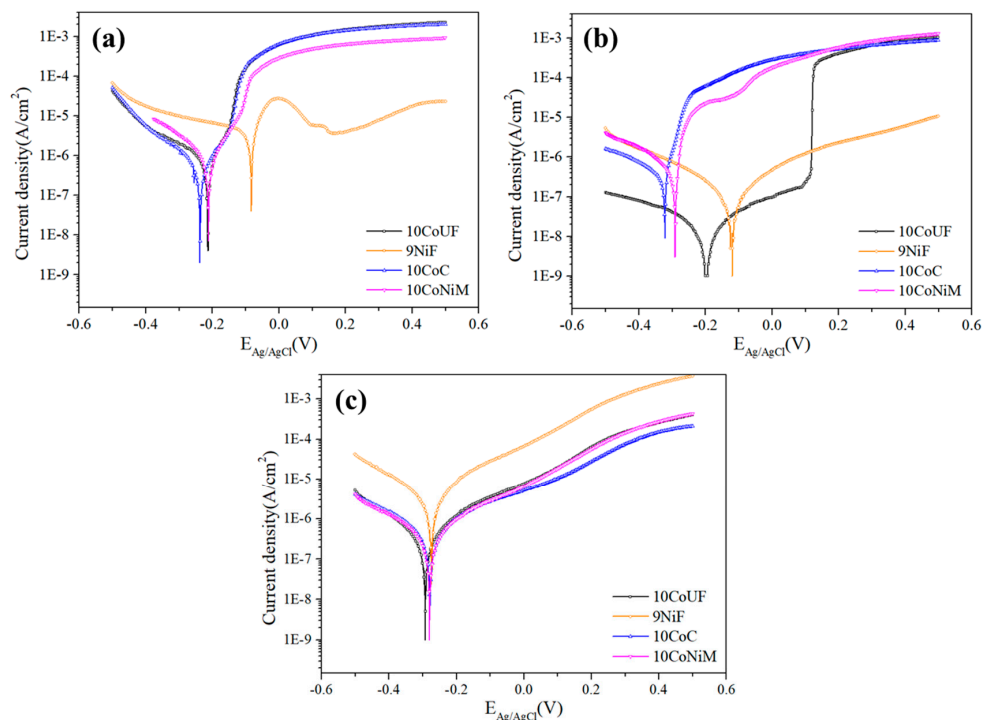 (a)
1E-3
1E-4
1E-5
1E-6
1E-7
1E-8
1E-9
Current density(A/cm²)
10CoUF
9NiF
10CoC
10CoNiM
-0.6 -0.4 -0.2 0.0 0.2 0.4 0.6
E_Ag/AgCl(V)
(b)
1E-3
1E-4
1E-5
1E-6
1E-7
1E-8
1E-9
Current density(A/cm²)
10CoUF
9NiF
10CoC
10CoNiM
-0.6 -0.4 -0.2 0.0 0.2 0.4 0.6
E_Ag/AgCl(V)
(c)
1E-3
1E-4
1E-5
1E-6
1E-7
1E-8
1E-9
Current density(A/cm²)
10CoUF
9NiF
10CoC
10CoNiM
-0.6 -0.4 -0.2 0.0 0.2 0.4 0.6
E_Ag/AgCl(V)